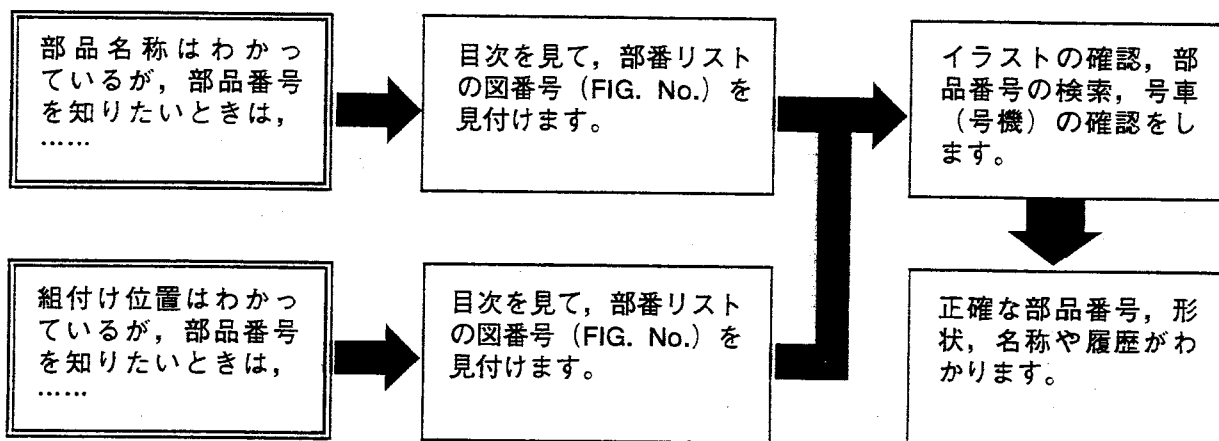 部品名称はわかっ
ているが，部品番号
を知りたいときは，
……
目次を見て，部番リスト
の図番号（FIG. No.）を
見付けます。
イラストの確認，部
品番号の検索，号車
（号機）の確認をし
ます。
組付け位置はわかっ
ているが，部品番号
を知りたいときは，
……
目次を見て，部番リスト
の図番号（FIG. No.）を
見付けます。
正確な部品番号，形
状，名称や履歴がわ
かります。